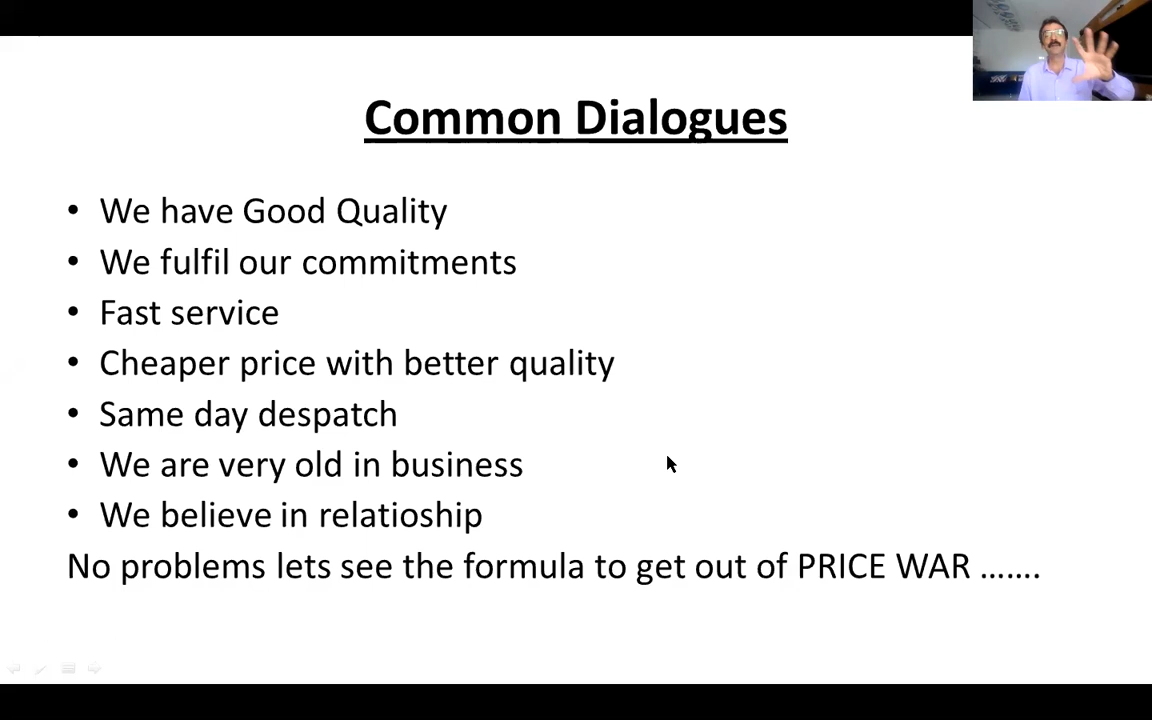 Common Dialogues
• We have Good Quality
• We fulfil our commitments
• Fast service
• Cheaper price with better quality
• Same day despatch
• We are very old in business
• We believe in relatioship
No problems lets see the formula to get out of PRICE WAR .......